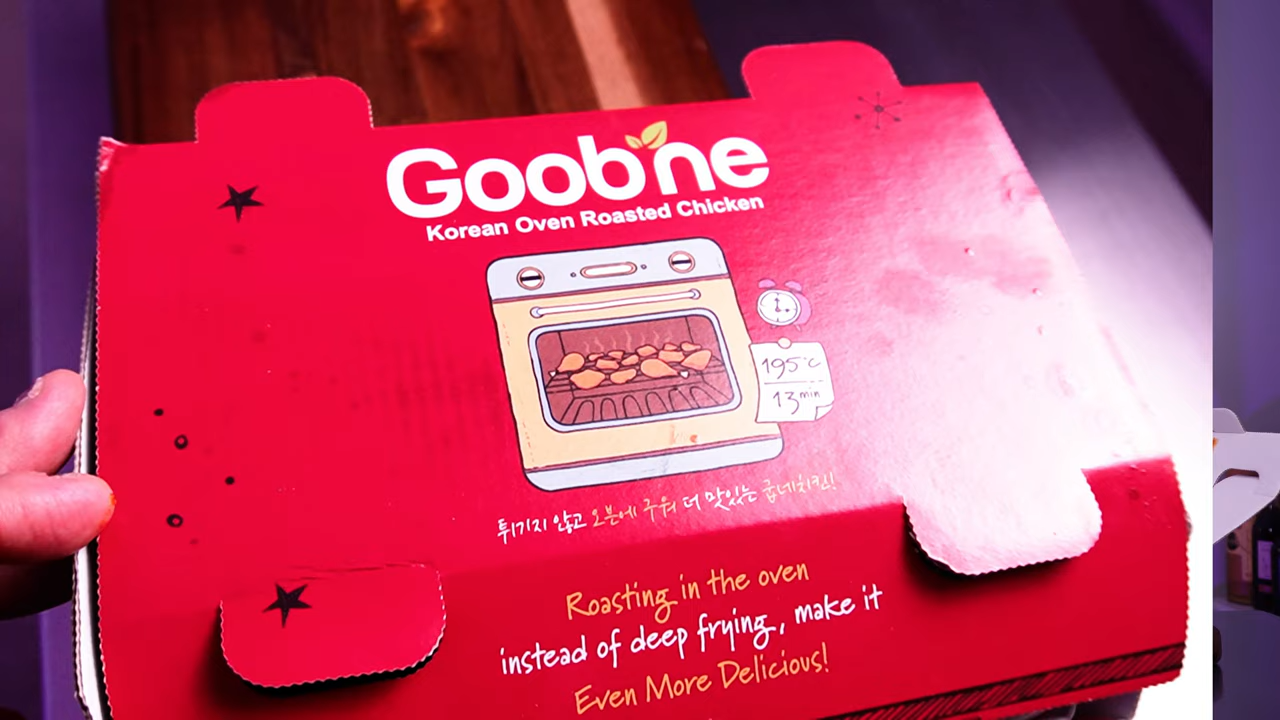 Goobne
Korean Oven Roasted Chicken
195°C
13min
튀기지 않고 오븐에 구워 더 맛있는 굽네치킨!
Roasting in the oven
instead of deep frying, make it
Even More Delicious!